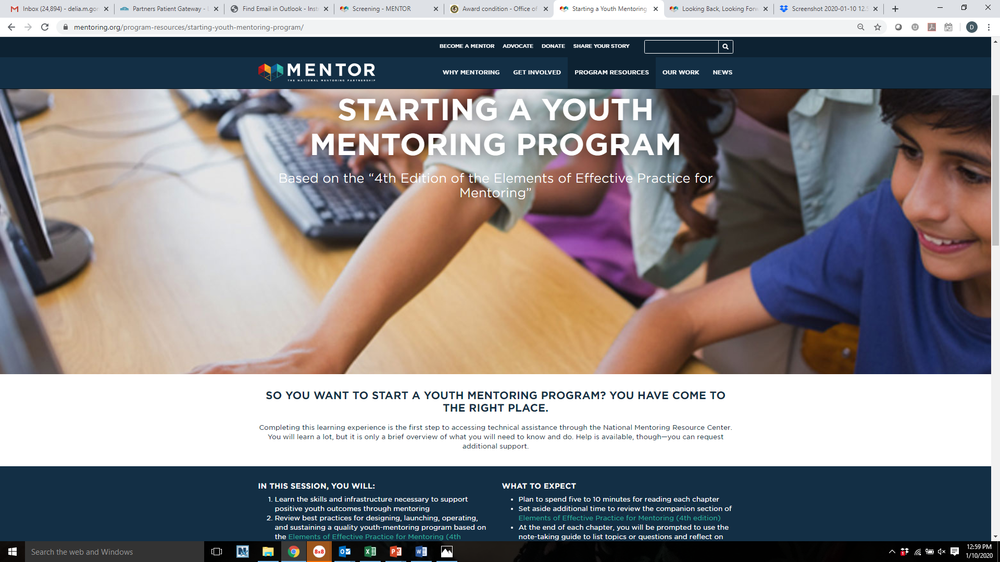 Inbox (24,894) - delia.m.gor
Partners Patient Gateway - L
Find Email in Outlook - Inst
Screening - MENTOR
Award condition - Office of
Starting a Youth Mentoring
Looking Back, Looking Forw
Screenshot 2020-01-10 12.5
mentoring.org/program-resources/starting-youth-mentoring-program/
D
BECOME A MENTOR ADVOCATE DONATE SHARE YOUR STORY
MENTOR
THE NATIONAL MENTORING PARTNERSHIP
WHY MENTORING GET INVOLVED PROGRAM RESOURCES OUR WORK NEWS
STARTING A YOUTH
MENTORING PROGRAM
Based on the “4th Edition of the Elements of Effective Practice for
Mentoring”
SO YOU WANT TO START A YOUTH MENTORING PROGRAM? YOU HAVE COME TO
THE RIGHT PLACE.
Completing this learning experience is the first step to accessing technical assistance through the National Mentoring Resource Center.
You will learn a lot, but it is only a brief overview of what you will need to know and do. Help is available, though—you can request
additional support.
IN THIS SESSION, YOU WILL:
1. Learn the skills and infrastructure necessary to support
positive youth outcomes through mentoring
2. Review best practices for designing, launching, operating,
and sustaining a quality youth-mentoring program based on
the Elements of Effective Practice for Mentoring (4th
WHAT TO EXPECT
• Plan to spend five to 10 minutes for reading each chapter
• Set aside additional time to review the companion section of
Elements of Effective Practice for Mentoring (4th edition)
• At the end of each chapter, you will be prompted to use the
note-taking guide to list topics or questions and reflect on
Search the web and Windows
8x8
12:59 PM
1/10/2020